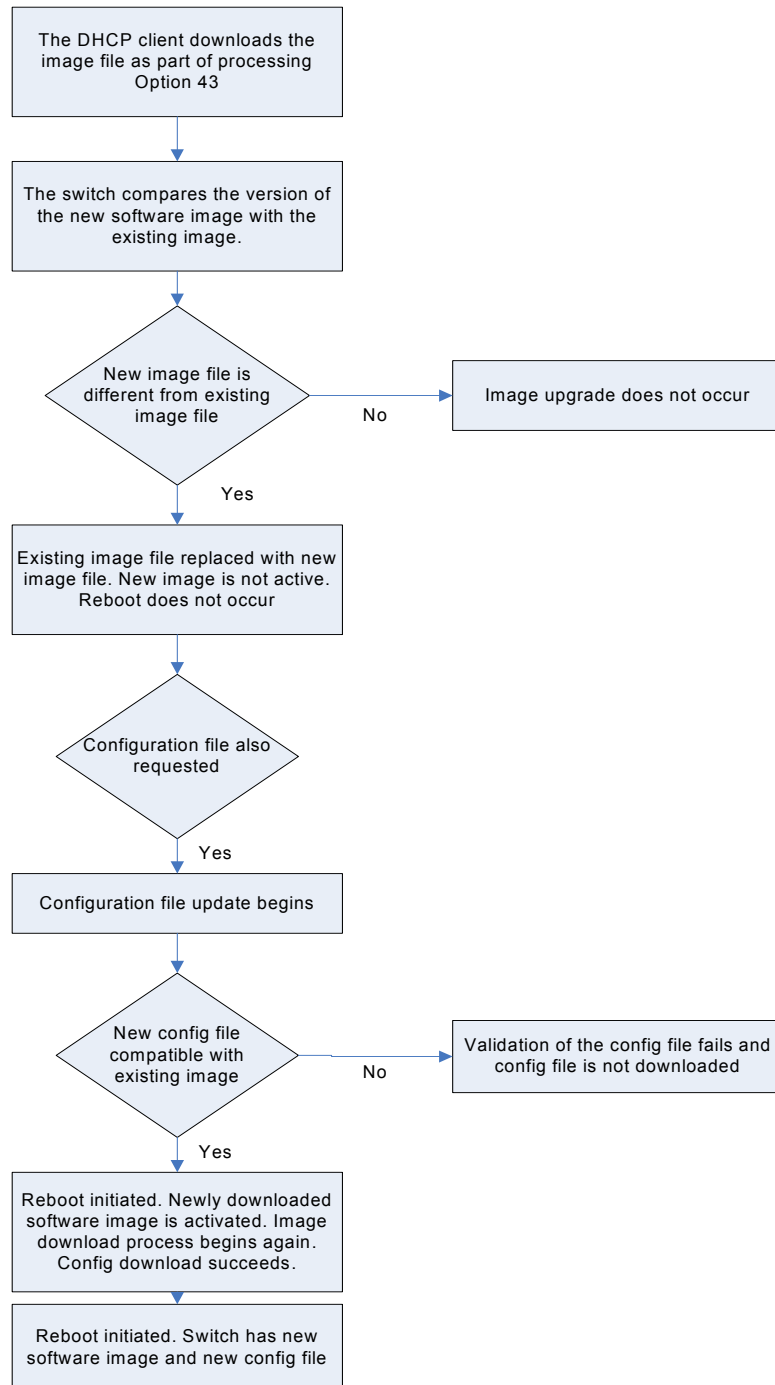 The DHCP client downloads the
image file as part of processing
Option 43
The switch compares the version of
the new software image with the
existing image.
New image file is
different from existing
image file
No
Image upgrade does not occur
Yes
Existing image file replaced with new
image file. New image is not active.
Reboot does not occur
Configuration file also
requested
Yes
Configuration file update begins
New config file
compatible with
existing image
No
Validation of the config file fails and
config file is not downloaded
Yes
Reboot initiated. Newly downloaded
software image is activated. Image
download process begins again.
Config download succeeds.
Reboot initiated. Switch has new
software image and new config file